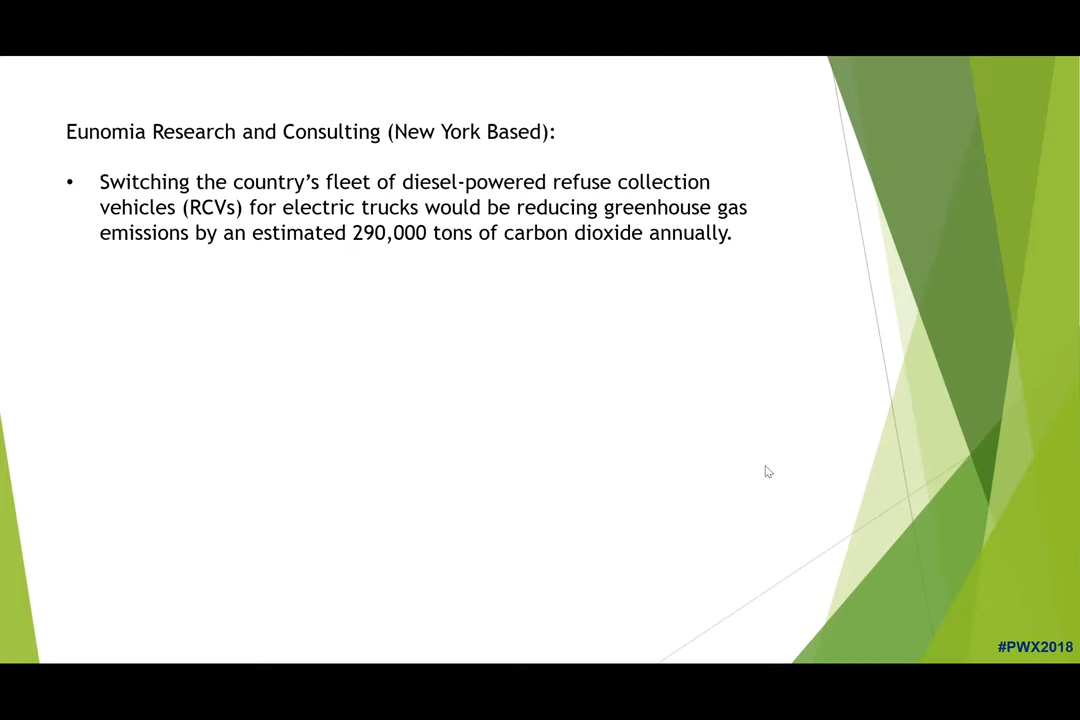 Eunomia Research and Consulting (New York Based):
• Switching the country’s fleet of diesel-powered refuse collection
vehicles (RCVs) for electric trucks would be reducing greenhouse gas
emissions by an estimated 290,000 tons of carbon dioxide annually.
#PWX2018